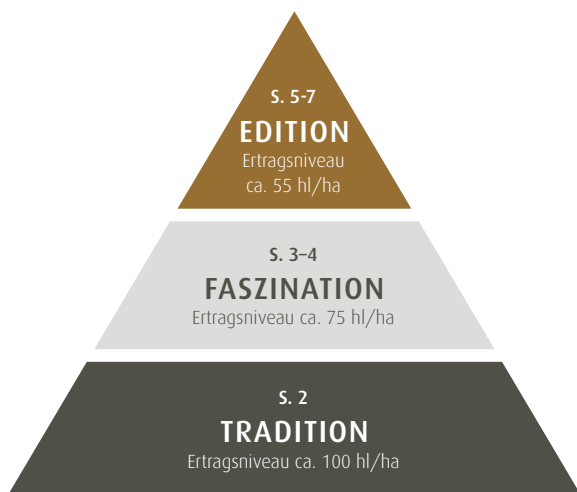 S. 5-7
EDITION
Ertragsniveau
ca. 55 hl/ha
S. 3–4
FASZINATION
Ertragsniveau ca. 75 hl/ha
S. 2
TRADITION
Ertragsniveau ca. 100 hl/ha